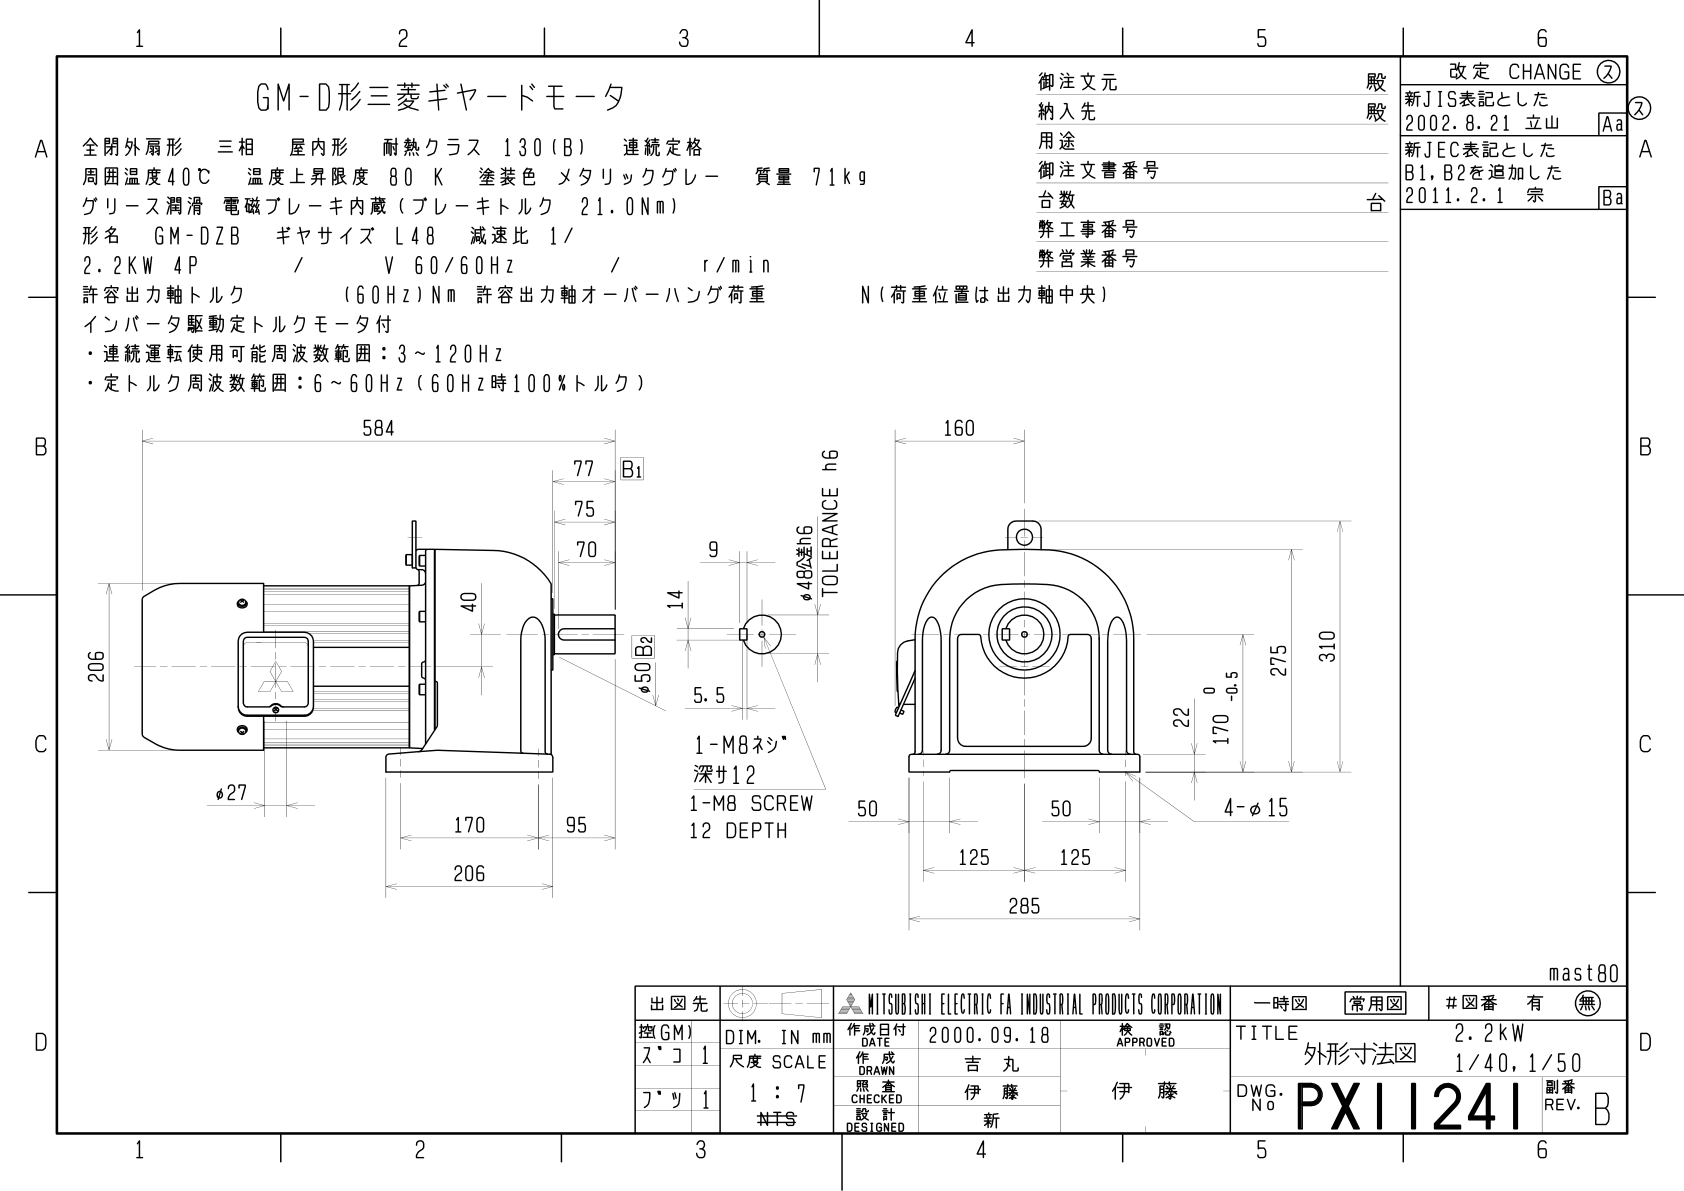 1 2 3 4 5 6
GM-D形三菱ギヤードモータ
全閉外扇形 三相 屋内形 耐熱クラス 130(B) 連続定格
周囲温度40℃ 温度上昇限度 80 K 塗装色 メタリックグレー 質量 71kg
グリース潤滑 電磁ブレーキ内蔵(ブレーキトルク 21.0Nm)
形名 GM-DZB ギヤサイズ L48 減速比 1/
2.2KW 4P / V 60/60Hz / r/min
許容出力軸トルク (60Hz)Nm 許容出力軸オーバーハング荷重 N(荷重位置は出力軸中央)
インバータ駆動定トルクモータ付
・連続運転使用可能周波数範囲:3~120Hz
・定トルク周波数範囲:6~60Hz(60Hz時100%トルク)
御注文元 殿
納入先 殿
用途
御注文書番号
台数 台
弊工事番号
弊営業番号
改定 CHANGE ス
新JIS表記とした
2002.8.21 立山 Aa
新JEC表記とした
B1,B2を追加した
2011.2.1 宗 Ba
ス
A A
B B
C C
D D
584
77 B1
75
70
40
206
φ50 B2
φ27
170 95
206
9
14
5.5
φ48公差h6
TOLERANCE h6
1-M8ネジ
深サ12
1-M8 SCREW
12 DEPTH
160
310
275
170 0 -0.5
22
50 50
4-φ15
125 125
285
mast80
出図先
控(GM)
ズコ 1
ブツ 1
DIM. IN mm
尺度 SCALE
1 : 7
NTS
MITSUBISHI ELECTRIC FA INDUSTRIAL PRODUCTS CORPORATION
作成日付 DATE 2000.09.18
作成 DRAWN 吉丸
照査 CHECKED 伊藤
設計 DESIGNED 新
検認 APPROVED
伊藤
一時図 常用図 #図番 有 無
TITLE 外形寸法図
2.2kW
1/40,1/50
DWG. No PX11241
副番 REV. B
1 2 3 4 5 6